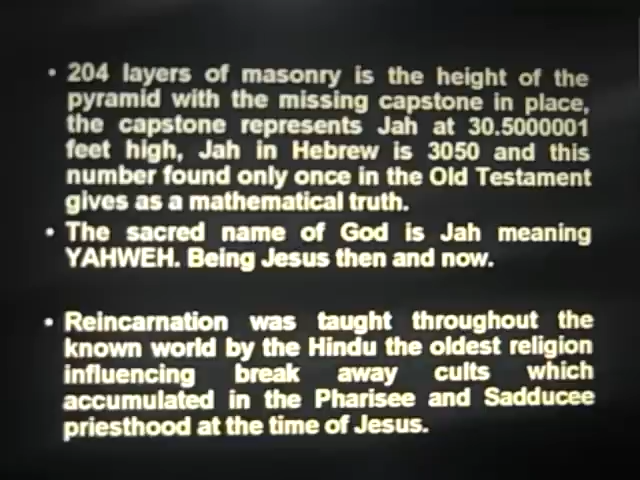 • 204 layers of masonry is the height of the
pyramid with the missing capstone in place,
the capstone represents Jah at 30.5000001
feet high, Jah in Hebrew is 3050 and this
number found only once in the Old Testament
gives as a mathematical truth.
• The sacred name of God is Jah meaning
YAHWEH. Being Jesus then and now.
• Reincarnation was taught throughout the
known world by the Hindu the oldest religion
influencing break away cults which
accumulated in the Pharisee and Sadducee
priesthood at the time of Jesus.